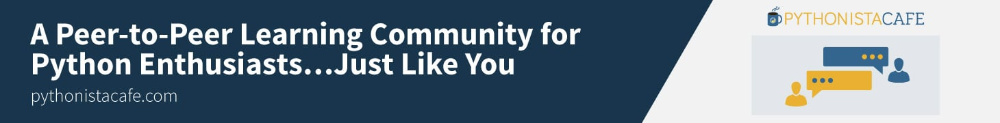 A Peer-to-Peer Learning Community for
Python Enthusiasts...Just Like You
pythonistacafe.com
PYTHONISTACAFE